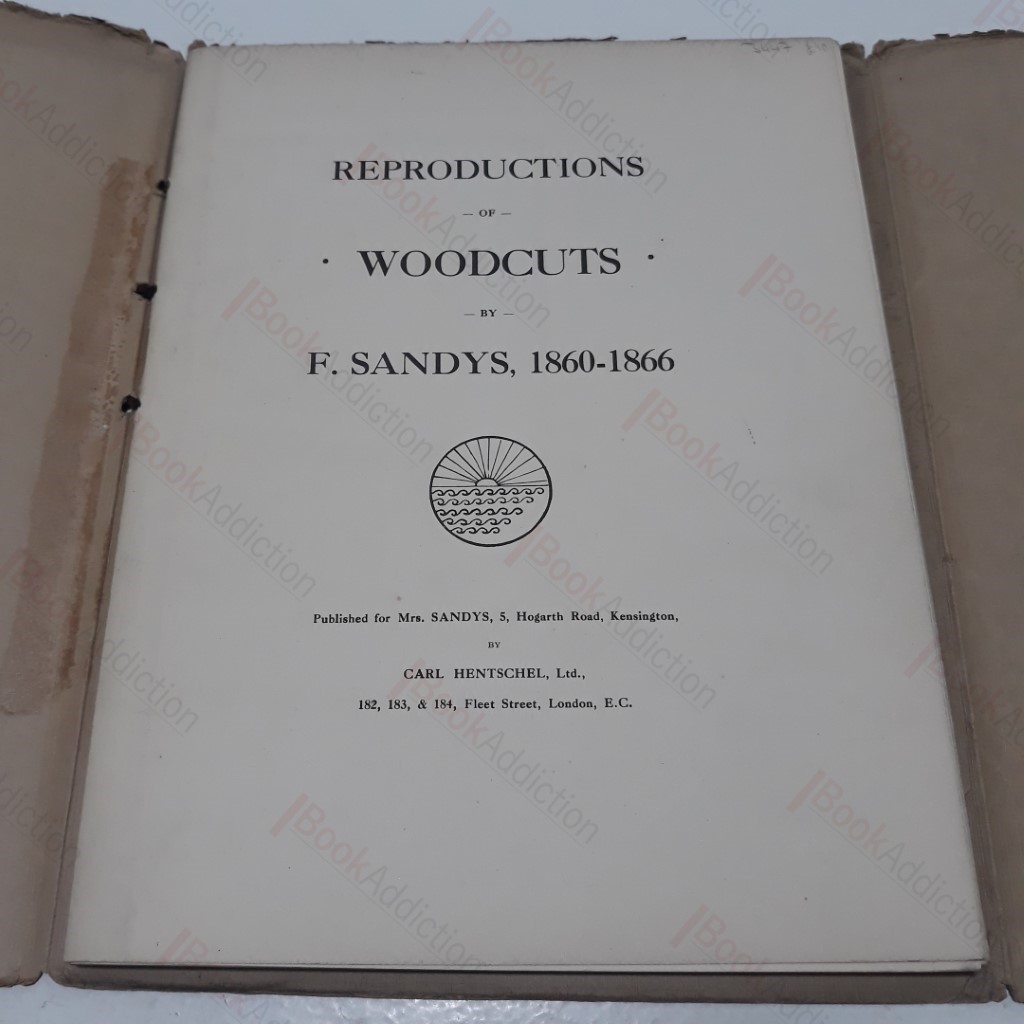 REPRODUCTIONS
— OF —
· WOODCUTS ·
— BY —
F. SANDYS, 1860-1866
Published for Mrs. SANDYS, 5, Hogarth Road, Kensington,
BY
CARL HENTSCHEL, Ltd.,
182, 183, & 184, Fleet Street, London, E.C.
BookAddiction